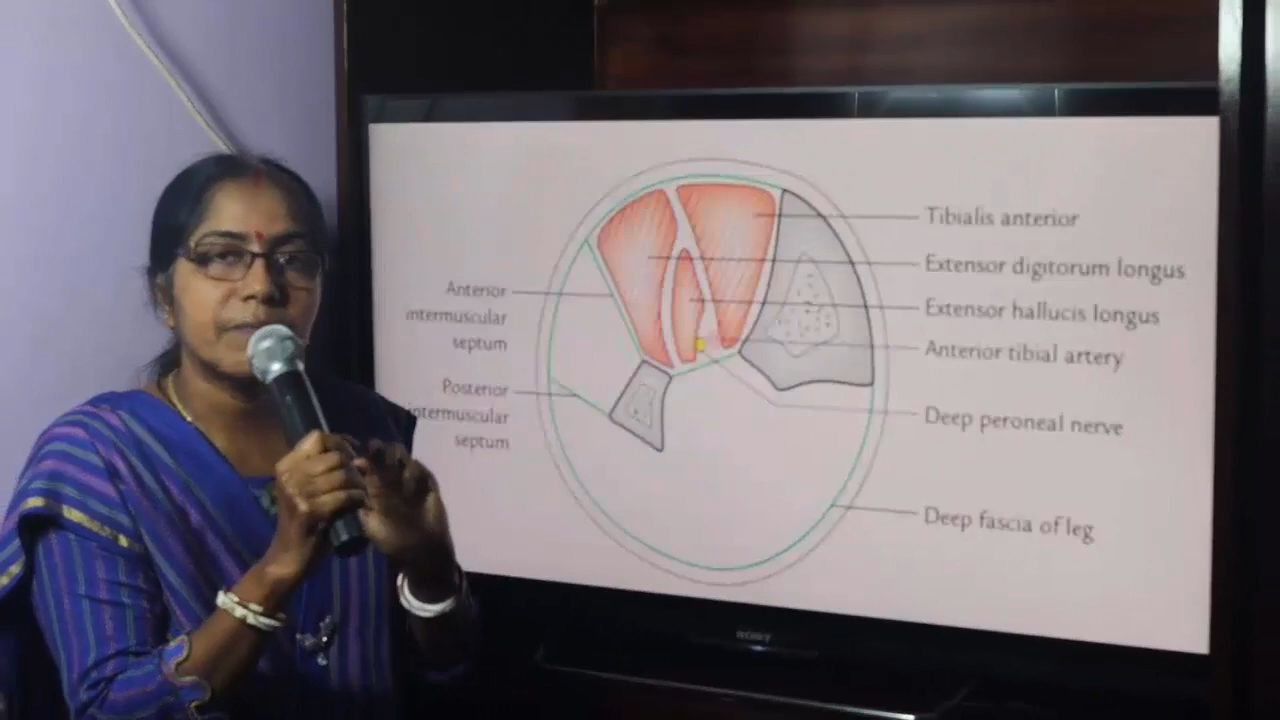 Tibialis anterior
Extensor digitorum longus
Extensor hallucis longus
Anterior tibial artery
Deep peroneal nerve
Deep fascia of leg
Anterior
intermuscular
septum
Posterior
intermuscular
septum
SONY